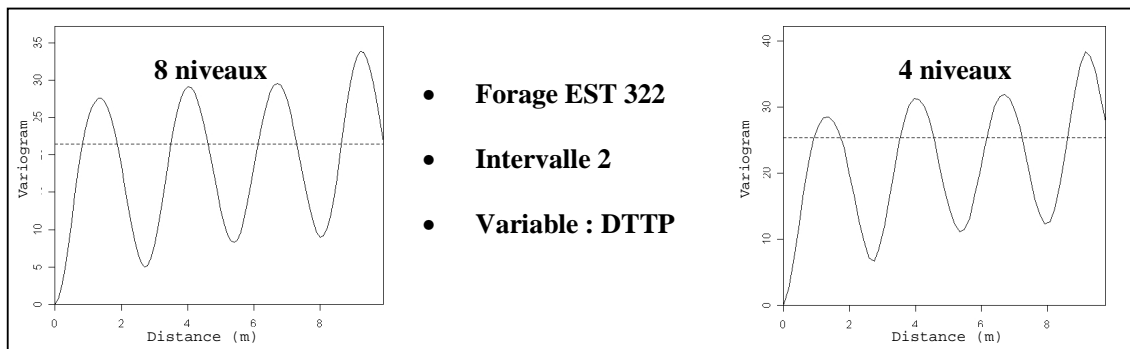 8 niveaux
Variogram
0
5
10
25
30
35
0
2
4
6
8
Distance (m)
• Forage EST 322
• Intervalle 2
• Variable : DTTP
4 niveaux
Variogram
0
10
20
30
40
0
2
4
6
8
Distance (m)